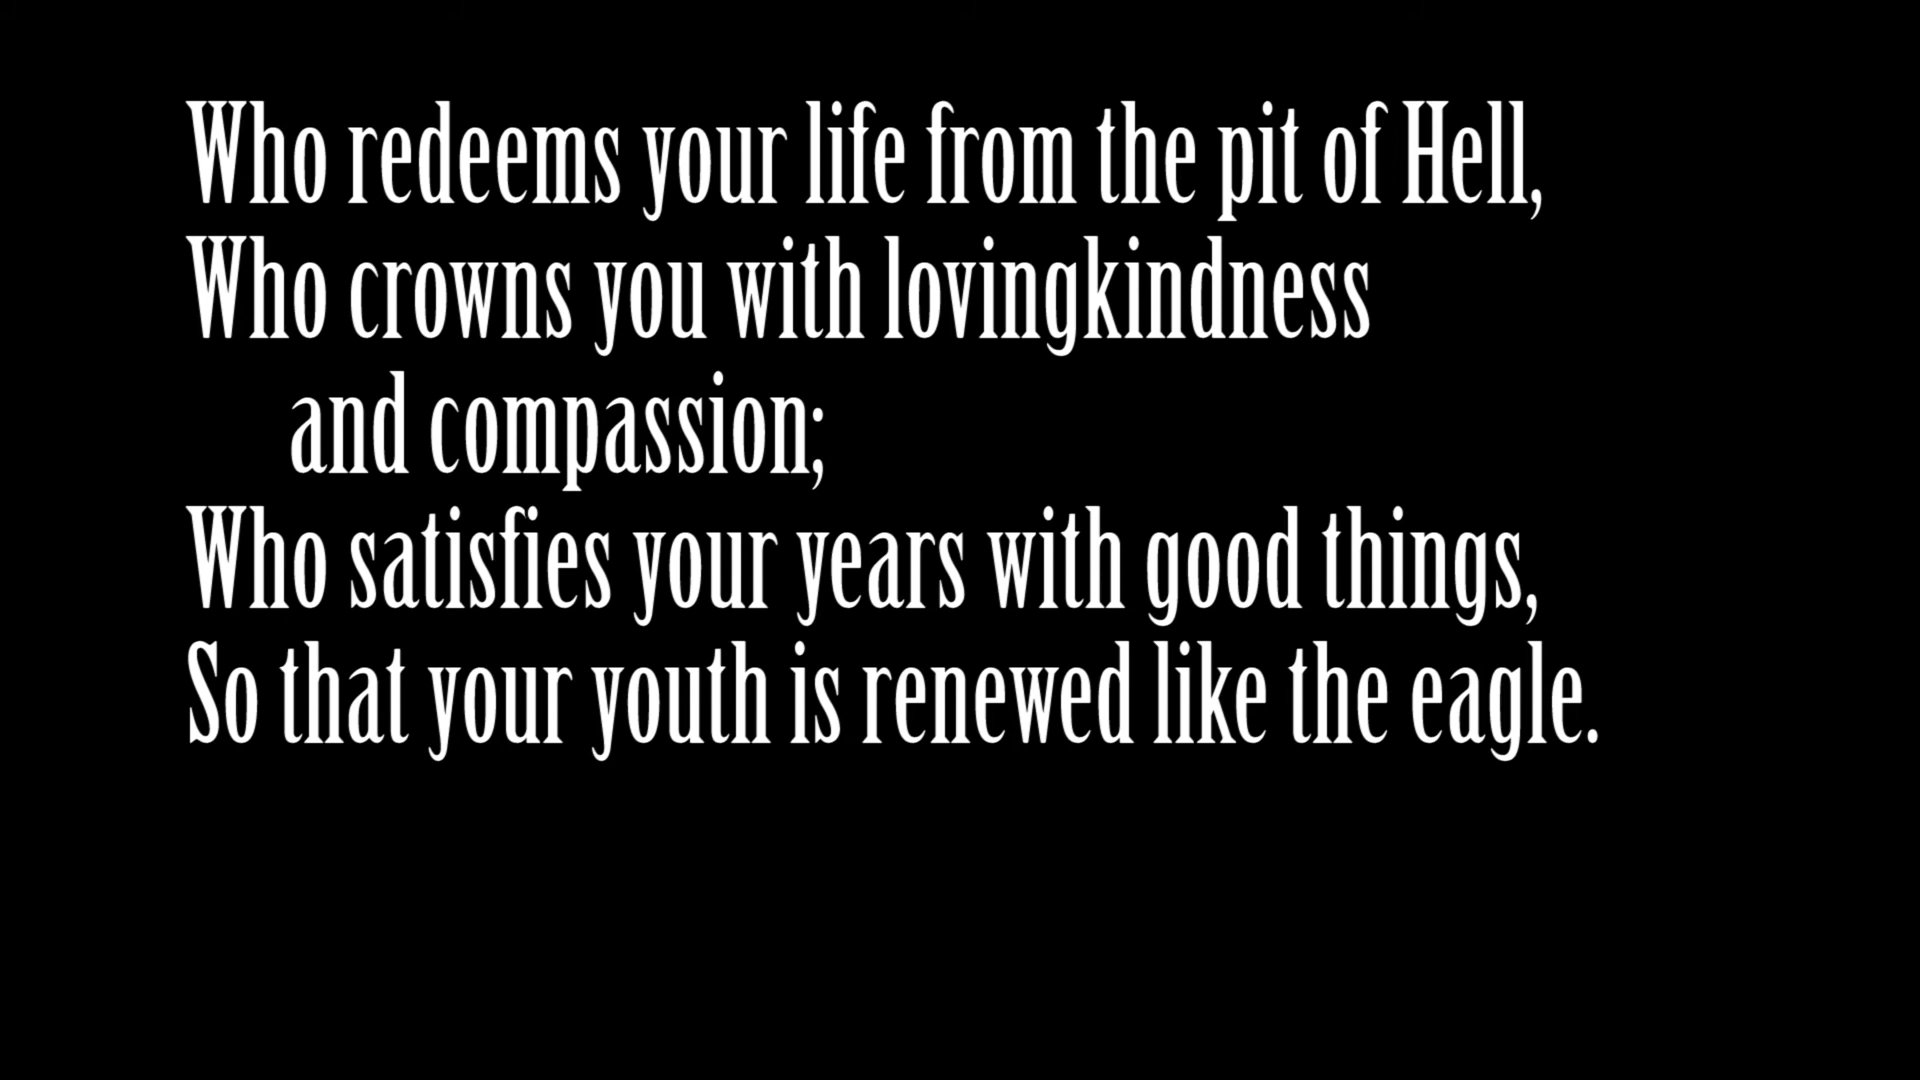 Who redeems your life from the pit of Hell,
Who crowns you with lovingkindness
and compassion;
Who satisfies your years with good things,
So that your youth is renewed like the eagle.